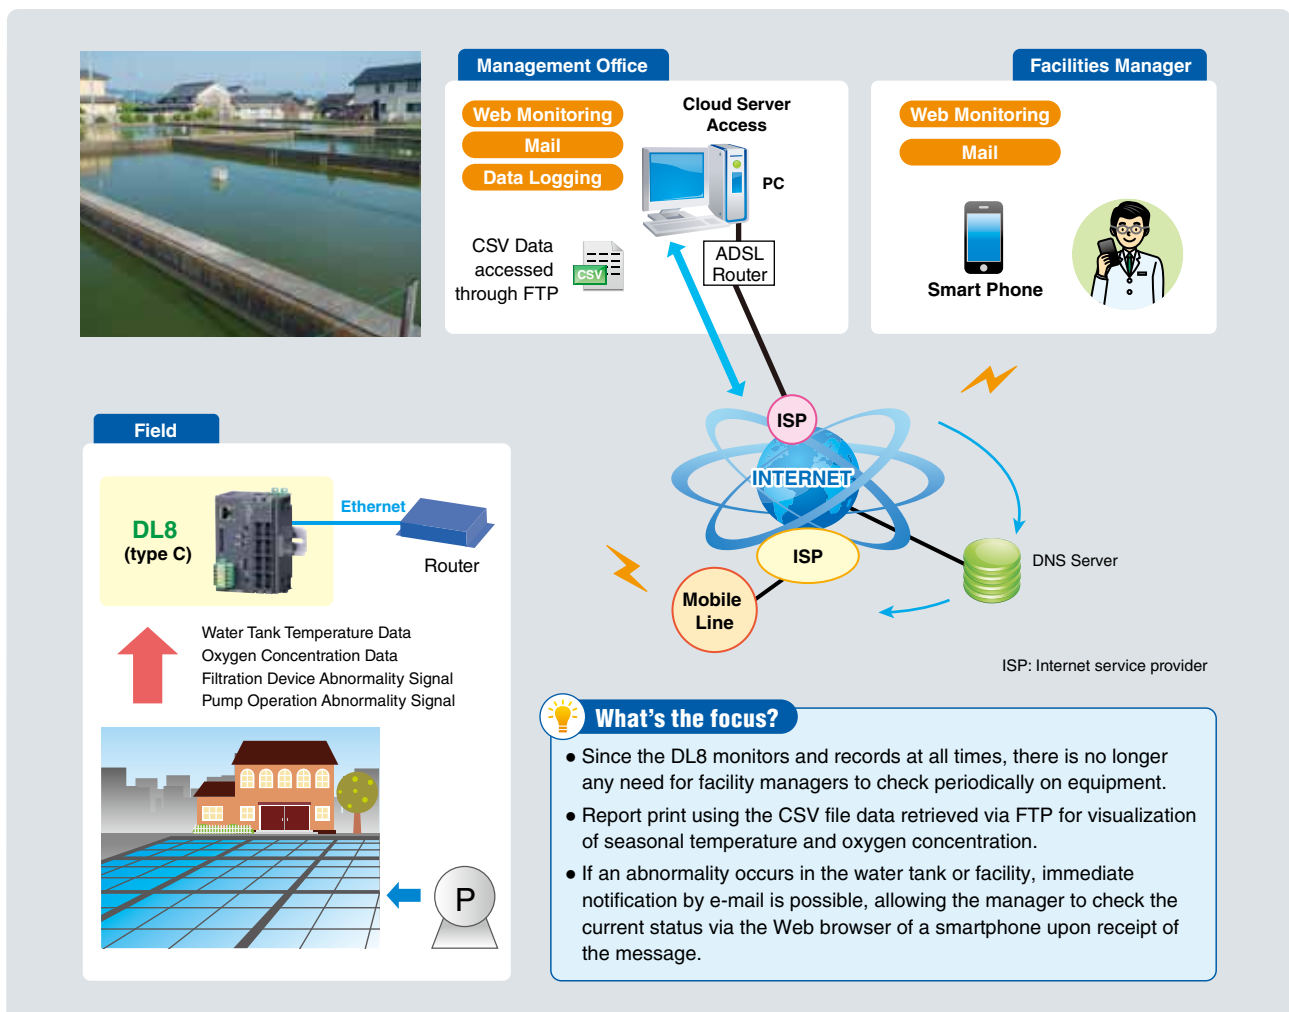 Management Office
Web Monitoring
Mail
Data Logging
Cloud Server
Access
PC
CSV Data
accessed
through FTP
CSV
ADSL
Router
Facilities Manager
Web Monitoring
Mail
Smart Phone
ISP
INTERNET
ISP
Mobile
Line
DNS Server
ISP: Internet service provider
Field
DL8
(type C)
Ethernet
Router
Water Tank Temperature Data
Oxygen Concentration Data
Filtration Device Abnormality Signal
Pump Operation Abnormality Signal
P
What's the focus?
● Since the DL8 monitors and records at all times, there is no longer
any need for facility managers to check periodically on equipment.
● Report print using the CSV file data retrieved via FTP for visualization
of seasonal temperature and oxygen concentration.
● If an abnormality occurs in the water tank or facility, immediate
notification by e-mail is possible, allowing the manager to check the
current status via the Web browser of a smartphone upon receipt of
the message.